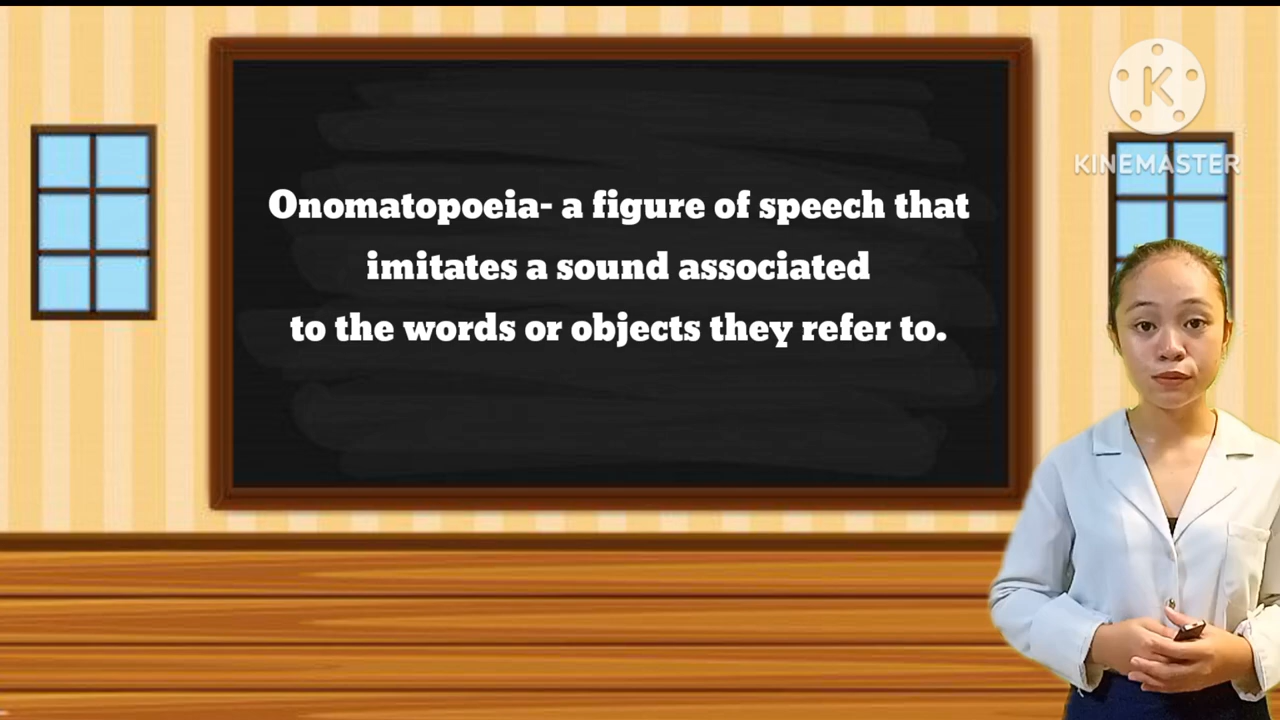 Onomatopoeia- a figure of speech that
imitates a sound associated
to the words or objects they refer to.
K
KINEMASTER